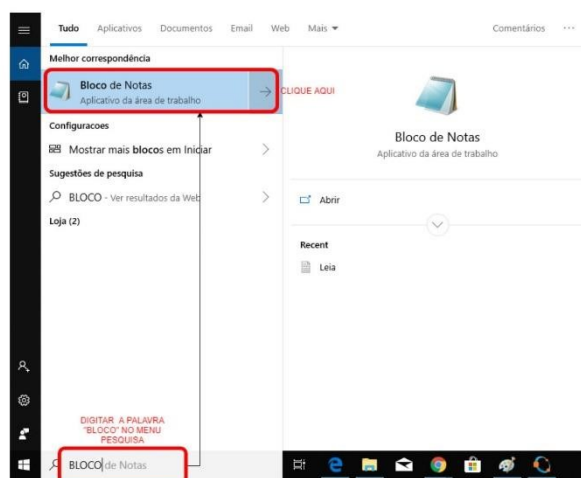 Tudo Aplicativos Documentos Email Web Mais Comentários ...
Melhor correspondência
Bloco de Notas
Aplicativo da área de trabalho
CLIQUE AQUI
Configuracoes
Mostrar mais blocos em Iniciar
Sugestões de pesquisa
BLOCO - Ver resultados da Web
Loja (2)
Bloco de Notas
Aplicativo da área de trabalho
Abrir
Recent
Leia
DIGITAR A PALAVRA
"BLOCO" NO MENU
PESQUISA
BLOCO de Notas